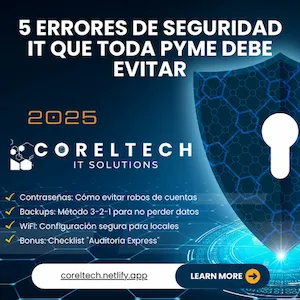 5 ERRORES DE SEGURIDAD
IT QUE TODA PYME DEBE
EVITAR
2025
CORELTECH
IT SOLUTIONS
Contraseñas: Cómo evitar robos de cuentas
Backups: Método 3-2-1 para no perder datos
WiFi: Configuración segura para locales
Bonus: Checklist "Auditoría Express"
coreltech.netlify.app
LEARN MORE